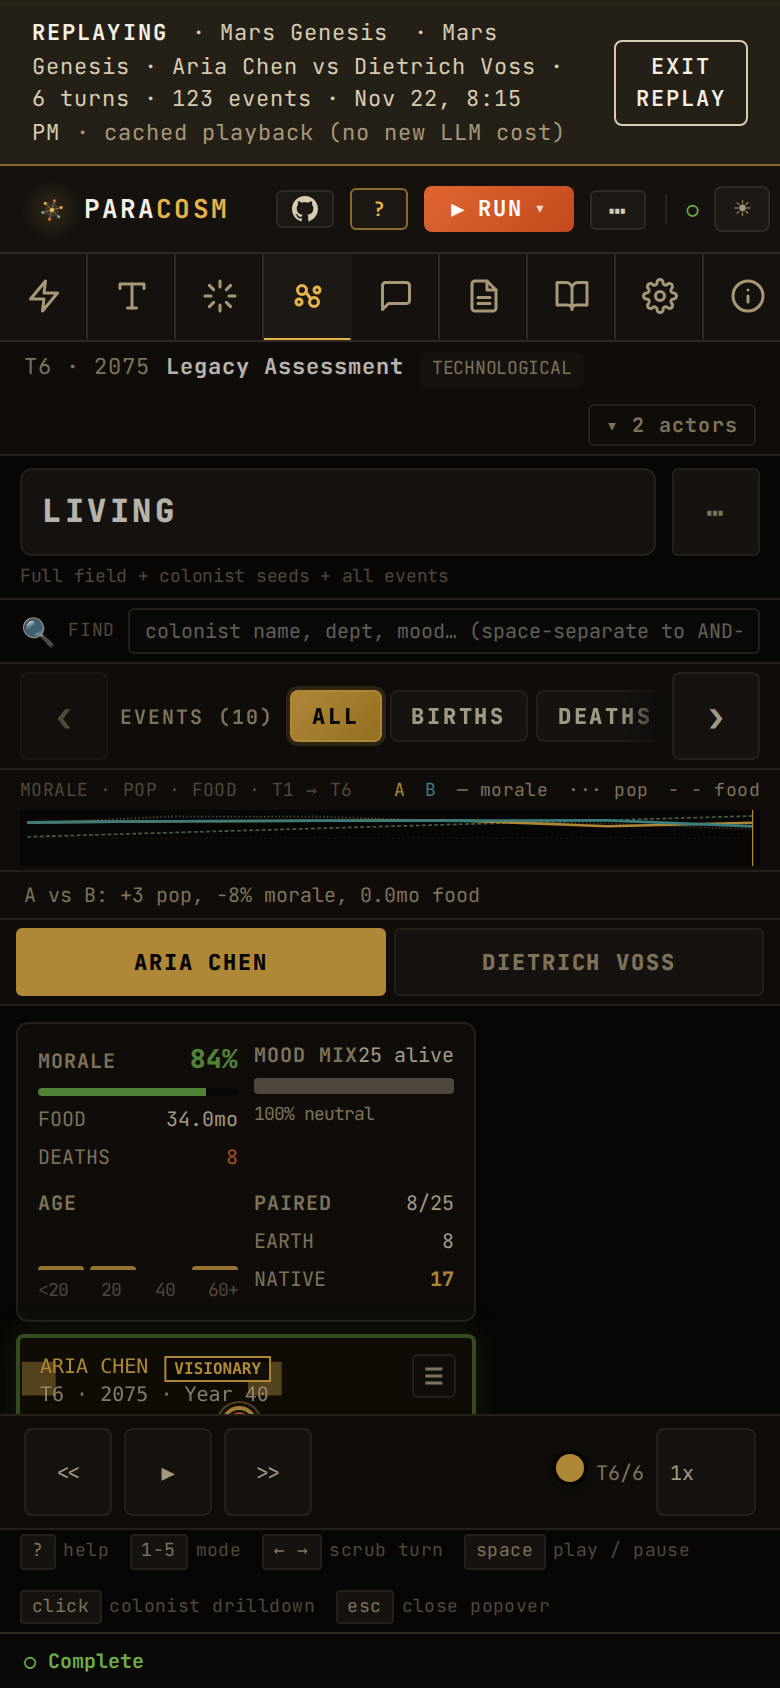 REPLAYING · Mars Genesis · Mars
Genesis · Aria Chen vs Dietrich Voss ·
6 turns · 123 events · Nov 22, 8:15
PM · cached playback (no new LLM cost)
EXIT
REPLAY
PARACOSM
?
▶ RUN ▾
…
T6 · 2075 Legacy Assessment TECHNOLOGICAL
▾ 2 actors
LIVING
…
Full field + colonist seeds + all events
FIND colonist name, dept, mood… (space-separate to AND-
‹ EVENTS (10) ALL BIRTHS DEATHS ›
MORALE · POP · FOOD · T1 → T6 A B — morale ··· pop - - food
A vs B: +3 pop, -8% morale, 0.0mo food
ARIA CHEN DIETRICH VOSS
MORALE 84% MOOD MIX 25 alive
FOOD 34.0mo 100% neutral
DEATHS 8
AGE PAIRED 8/25
EARTH 8
NATIVE 17
<20 20 40 60+
ARIA CHEN VISIONARY
T6 · 2075 · Year 40
<< ▶ >> T6/6 1x
? help 1-5 mode ← → scrub turn space play / pause
click colonist drilldown esc close popover
○ Complete